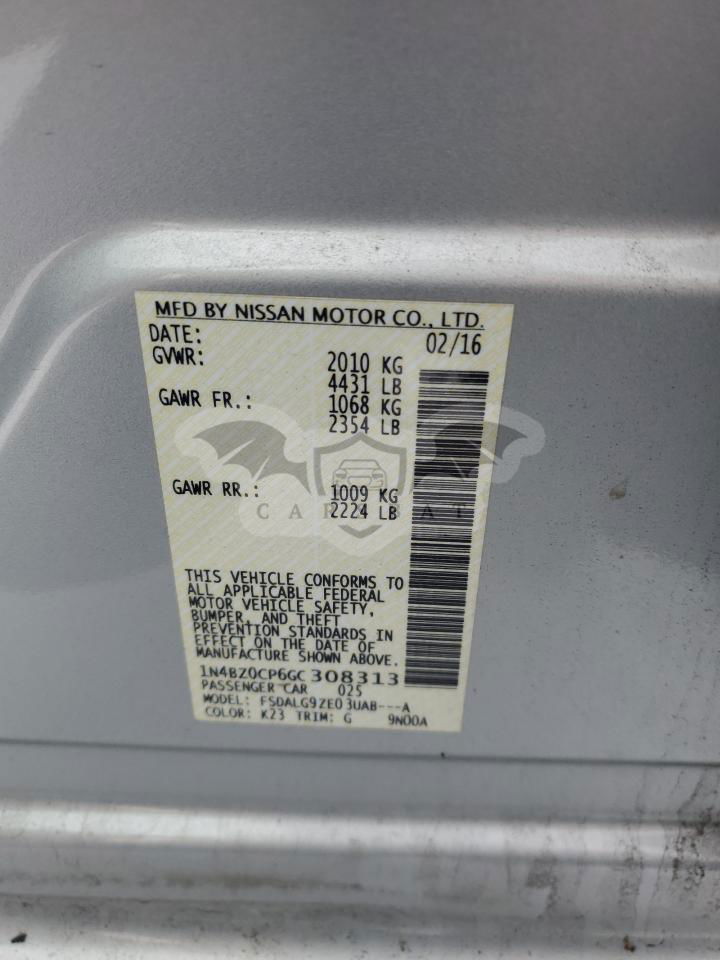 MFD BY NISSAN MOTOR CO., LTD.
DATE: 02/16
GVWR: 2010 KG
4431 LB
GAWR FR.: 1068 KG
2354 LB
GAWR RR.: 1009 KG
2224 LB
THIS VEHICLE CONFORMS TO
ALL APPLICABLE FEDERAL
MOTOR VEHICLE SAFETY,
BUMPER, AND THEFT
PREVENTION STANDARDS IN
EFFECT ON THE DATE OF
MANUFACTURE SHOWN ABOVE.
1N4BZ0CP6GC 308313
PASSENGER CAR 025
MODEL: FSDALG9ZE03UAB---A
COLOR: K23 TRIM: G 9N00A